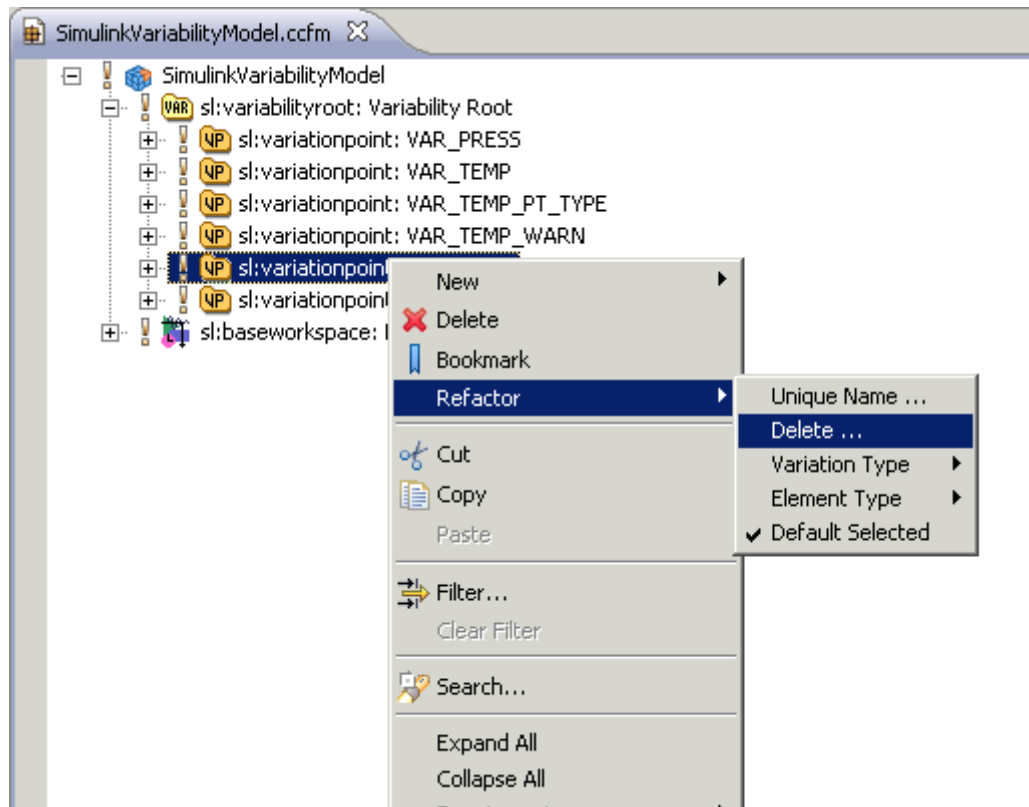 SimulinkVariabilityModel.ccfm
SimulinkVariabilityModel
VAR sl:variabilityroot: Variability Root
VP sl:variationpoint: VAR_PRESS
VP sl:variationpoint: VAR_TEMP
VP sl:variationpoint: VAR_TEMP_PT_TYPE
VP sl:variationpoint: VAR_TEMP_WARN
VP sl:variationpoint
VP sl:variationpoint
sl:baseworkspace:
New
Delete
Bookmark
Refactor
Cut
Copy
Paste
Filter...
Clear Filter
Search...
Expand All
Collapse All
Unique Name ...
Delete ...
Variation Type
Element Type
Default Selected